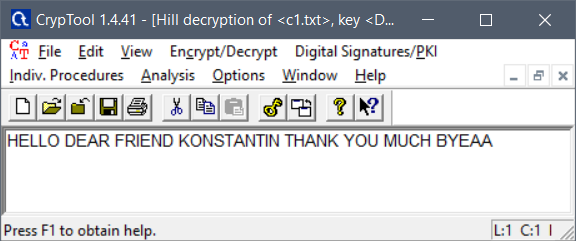 CrypTool 1.4.41 - [Hill decryption of <c1.txt>, key <D...
File Edit View Encrypt/Decrypt Digital Signatures/PKI
Indiv. Procedures Analysis Options Window Help
HELLO DEAR FRIEND KONSTANTIN THANK YOU MUCH BYEAA
Press F1 to obtain help. L:1 C:1 I